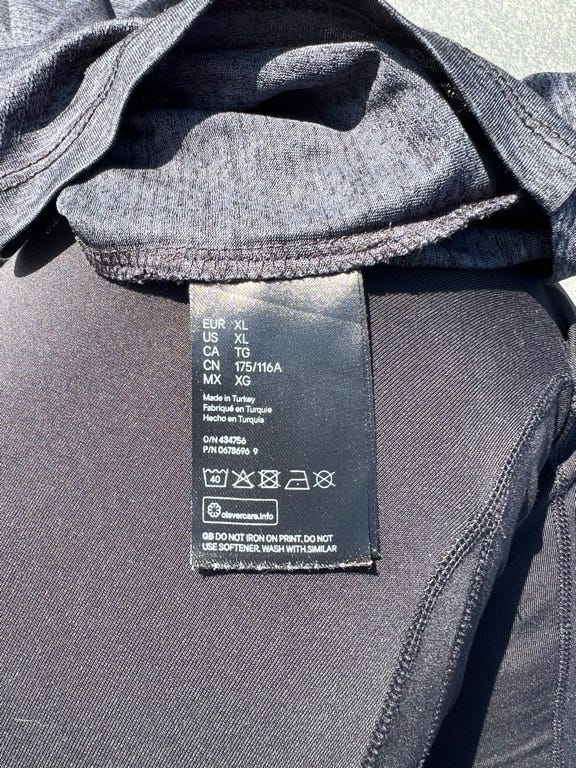 EUR XL
US XL
CA TG
CN 175/116A
MX XG
Made in Turkey
Fabriqué en Turquie
Hecho en Turquía
O/N 434756
P/N 0678696 9
40
clevercare.info
GB DO NOT IRON ON PRINT, DO NOT
USE SOFTENER. WASH WITH SIMILAR